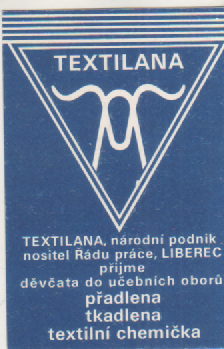 TEXTILANA
TEXTILANA, národní podnik
nositel Řádu práce, LIBEREC
přijme
děvčata do učebních oborů
přadlena
tkadlena
textilní chemička